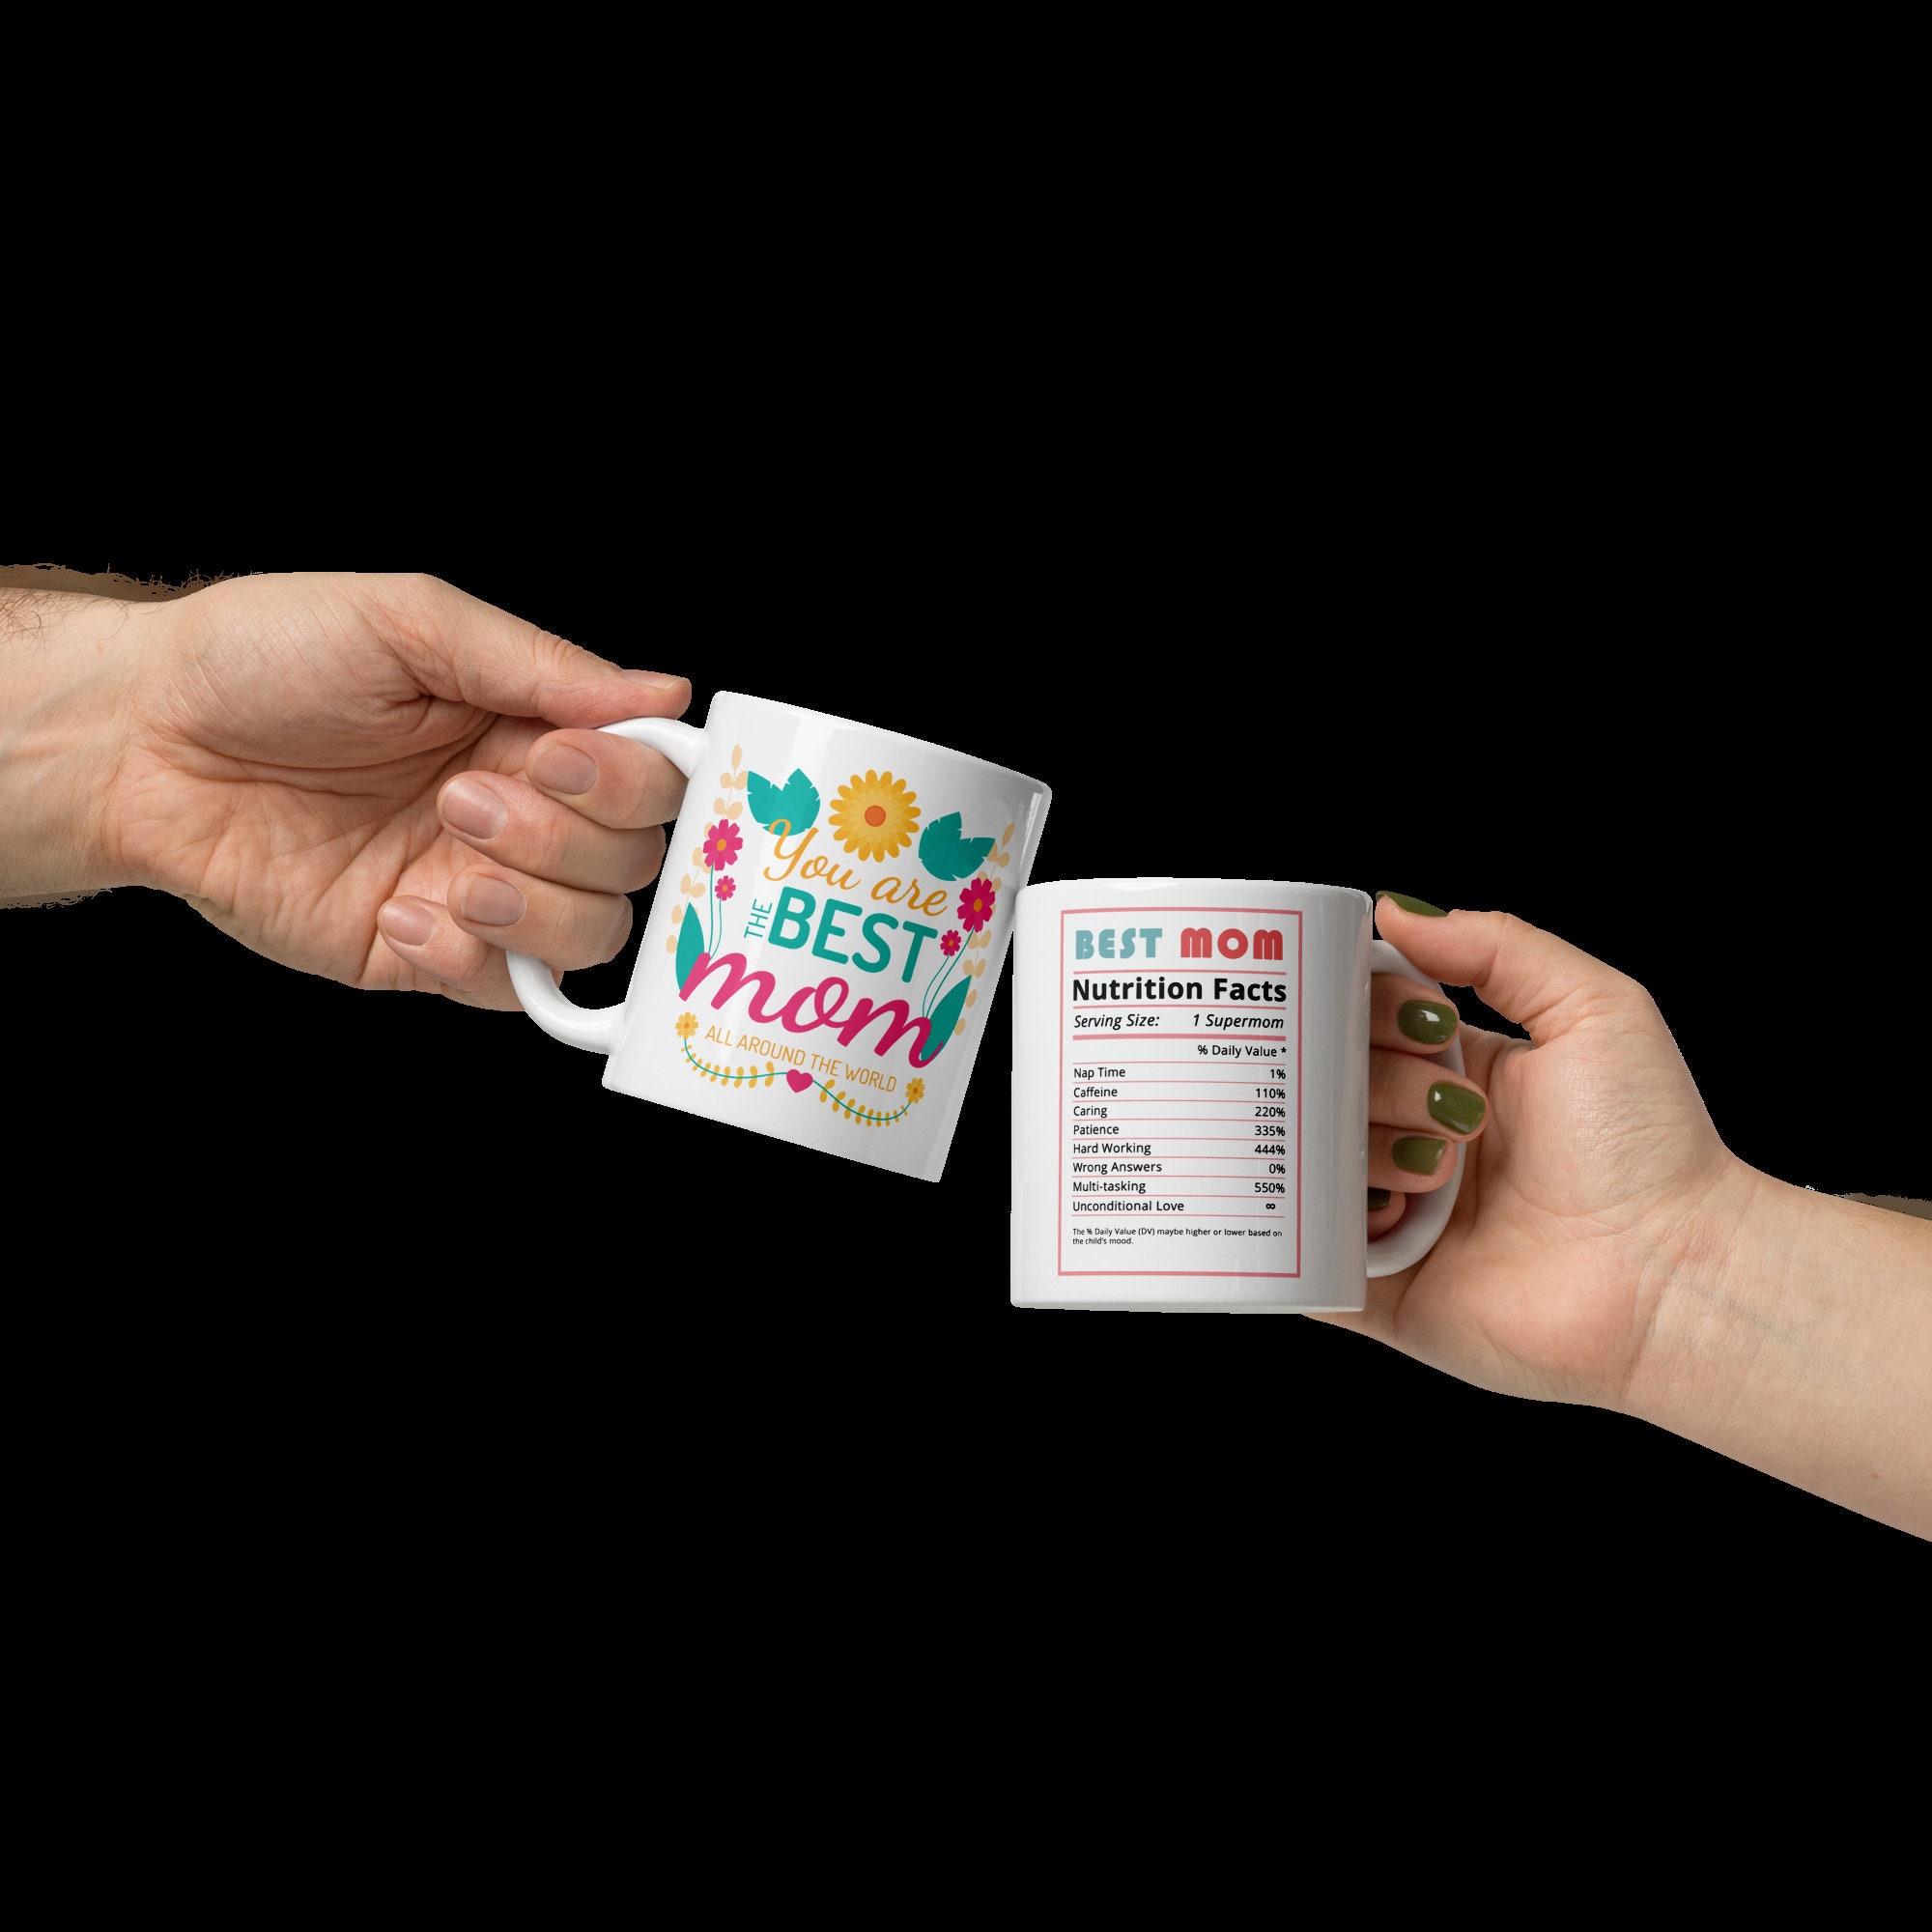 You are
THE BEST
mom
ALL AROUND THE WORLD
BEST MOM
Nutrition Facts
Serving Size: 1 Supermom
% Daily Value *
Nap Time 1%
Caffeine 110%
Caring 220%
Patience 335%
Hard Working 444%
Wrong Answers 0%
Multi-tasking 550%
Unconditional Love ∞
The % Daily Value (DV) maybe higher or lower based on
the child's mood.